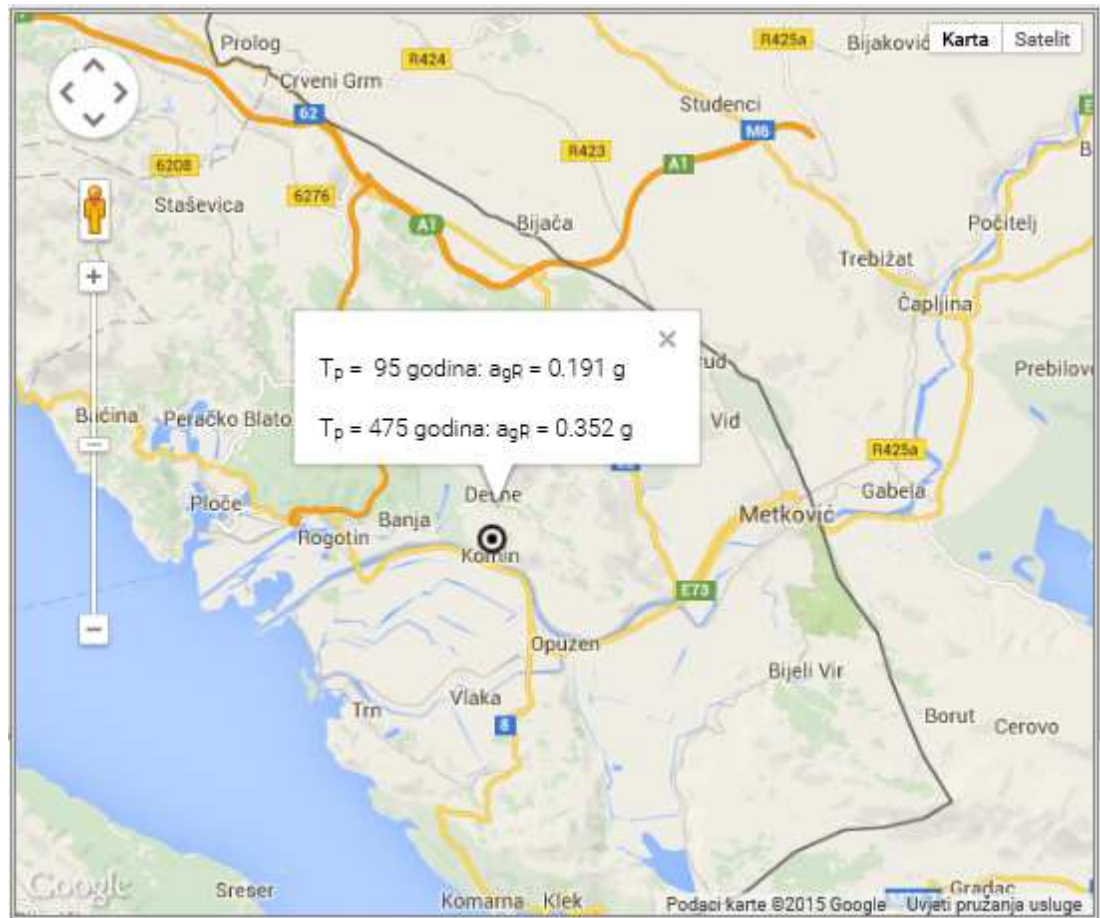 Prolog
R424
R425a
Bijaković
Karta
Satelit
Crveni Grm
62
Studenci
M6
R423
6208
A1
6276
Staševica
A1
Bijača
Počitelj
Trebižat
Čapljina
Tp = 95 godina: agR = 0.191 g
Tp = 475 godina: agR = 0.352 g
Prebilov
Baćina
Peračko Blato
Vid
R425a
Gabela
Ploče
Banja
Metković
Rogotin
Komin
E73
Opuzen
Bijeli Vir
Vlaka
Trn
8
Borut
Cerovo
Google
Sreser
Komarna
Klek
Gradac
Podaci karte ©2015 Google
Uvjeti pružanja usluge